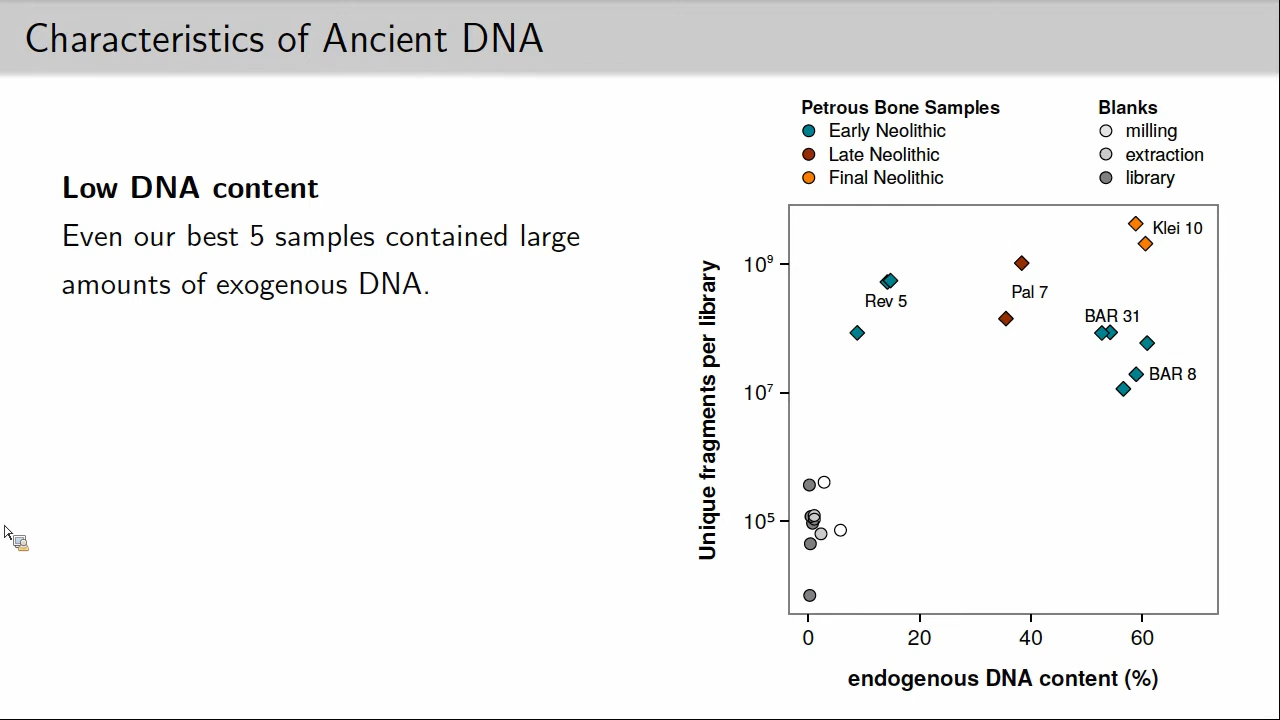 Characteristics of Ancient DNA
Low DNA content
Even our best 5 samples contained large
amounts of exogenous DNA.
Petrous Bone Samples
Early Neolithic
Late Neolithic
Final Neolithic
Blanks
milling
extraction
library
Unique fragments per library
10⁹
10⁷
10⁵
Klei 10
Pal 7
Rev 5
BAR 31
BAR 8
0 20 40 60
endogenous DNA content (%)